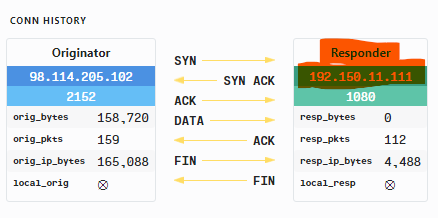 CONN HISTORY
Originator
98.114.205.102
2152
orig_bytes 158,720
orig_pkts 159
orig_ip_bytes 165,088
local_orig
SYN
SYN ACK
ACK
DATA
ACK
FIN
FIN
Responder
192.150.11.111
1080
resp_bytes 0
resp_pkts 112
resp_ip_bytes 4,488
local_resp